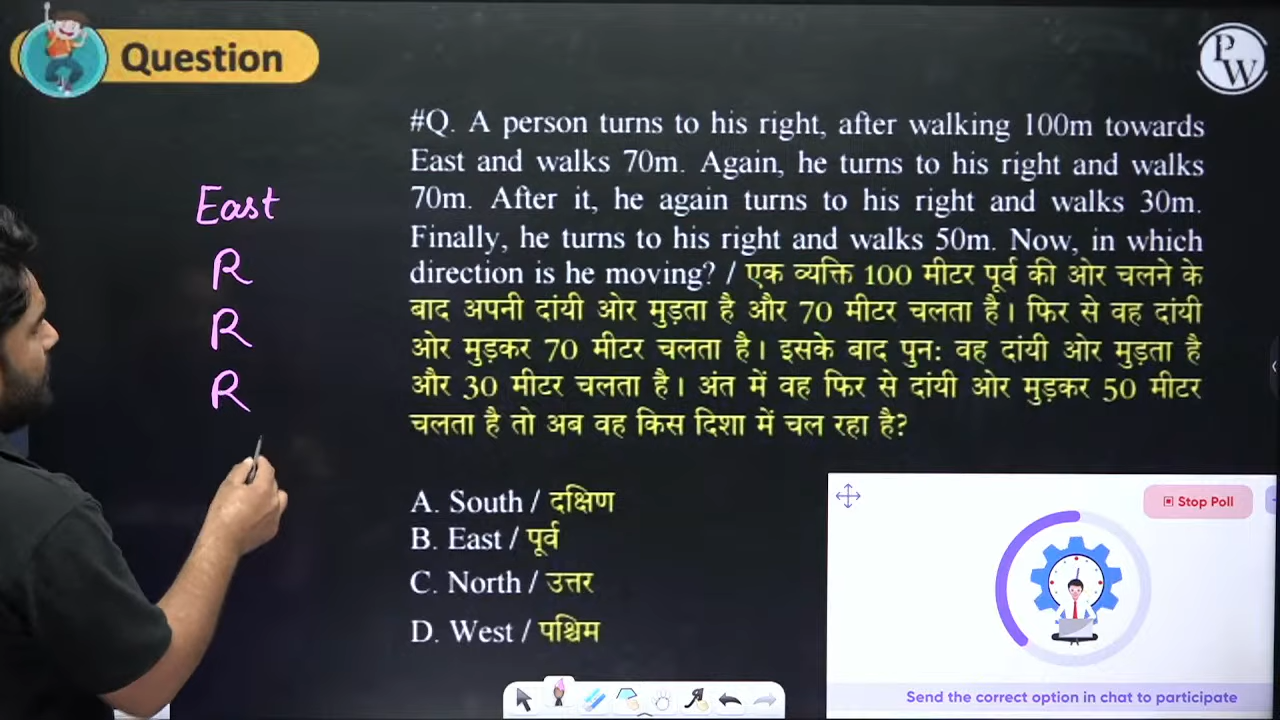 Question
PW
#Q. A person turns to his right, after walking 100m towards
East and walks 70m. Again, he turns to his right and walks
70m. After it, he again turns to his right and walks 30m.
Finally, he turns to his right and walks 50m. Now, in which
direction is he moving? / एक व्यक्ति 100 मीटर पूर्व की ओर चलने के
बाद अपनी दांयी ओर मुड़ता है और 70 मीटर चलता है। फिर से वह दांयी
ओर मुड़कर 70 मीटर चलता है। इसके बाद पुन: वह दांयी ओर मुड़ता है
और 30 मीटर चलता है। अंत में वह फिर से दांयी ओर मुड़कर 50 मीटर
चलता है तो अब वह किस दिशा में चल रहा है?
East
R
R
R
A. South / दक्षिण
B. East / पूर्व
C. North / उत्तर
D. West / पश्चिम
Stop Poll
Send the correct option in chat to participate